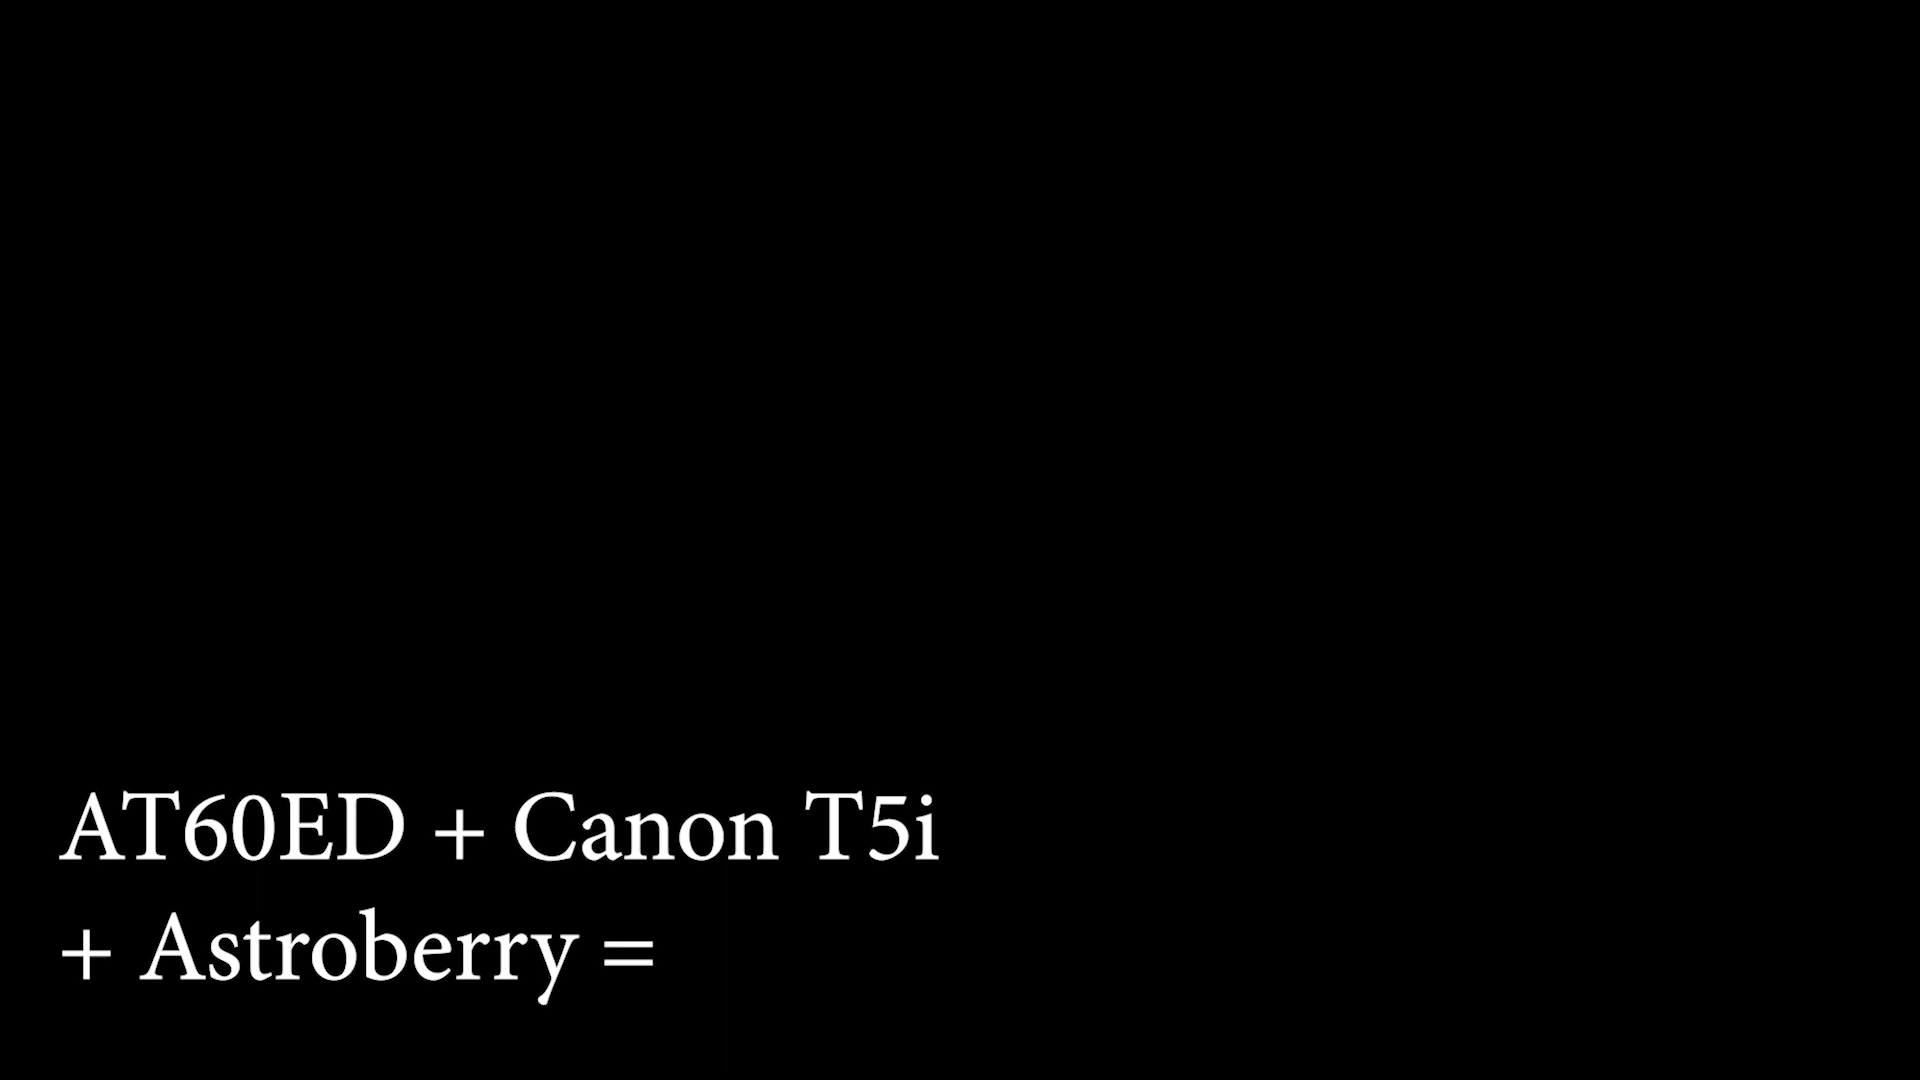 AT60ED + Canon T5i
+ Astroberry =